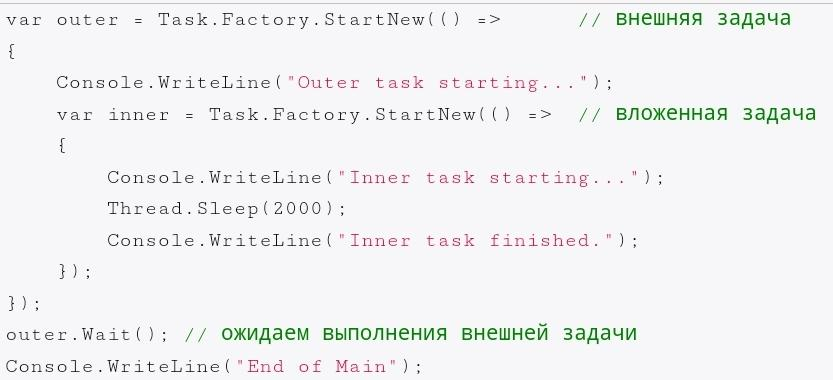 var outer = Task.Factory.StartNew(() =>      // внешняя задача
{
    Console.WriteLine("Outer task starting...");
    var inner = Task.Factory.StartNew(() =>  // вложенная задача
    {
        Console.WriteLine("Inner task starting...");
        Thread.Sleep(2000);
        Console.WriteLine("Inner task finished.");
    });
});
outer.Wait(); // ожидаем выполнения внешней задачи
Console.WriteLine("End of Main");